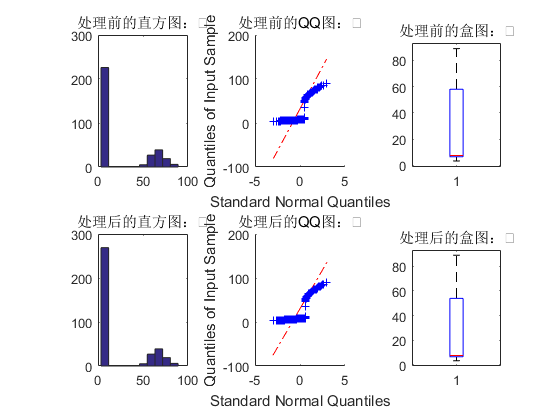 处理前的直方图：□
处理前的QQ图：□
处理前的盒图：□
300
200
100
0
0 50 100
Quantiles of Input Sample
200
100
0
-100
-5 0 5
Standard Normal Quantiles
80
60
40
20
0
1
处理后的直方图：□
处理后的QQ图：□
处理后的盒图：□
300
200
100
0
0 50 100
Quantiles of Input Sample
200
100
0
-100
-5 0 5
Standard Normal Quantiles
80
60
40
20
0
1